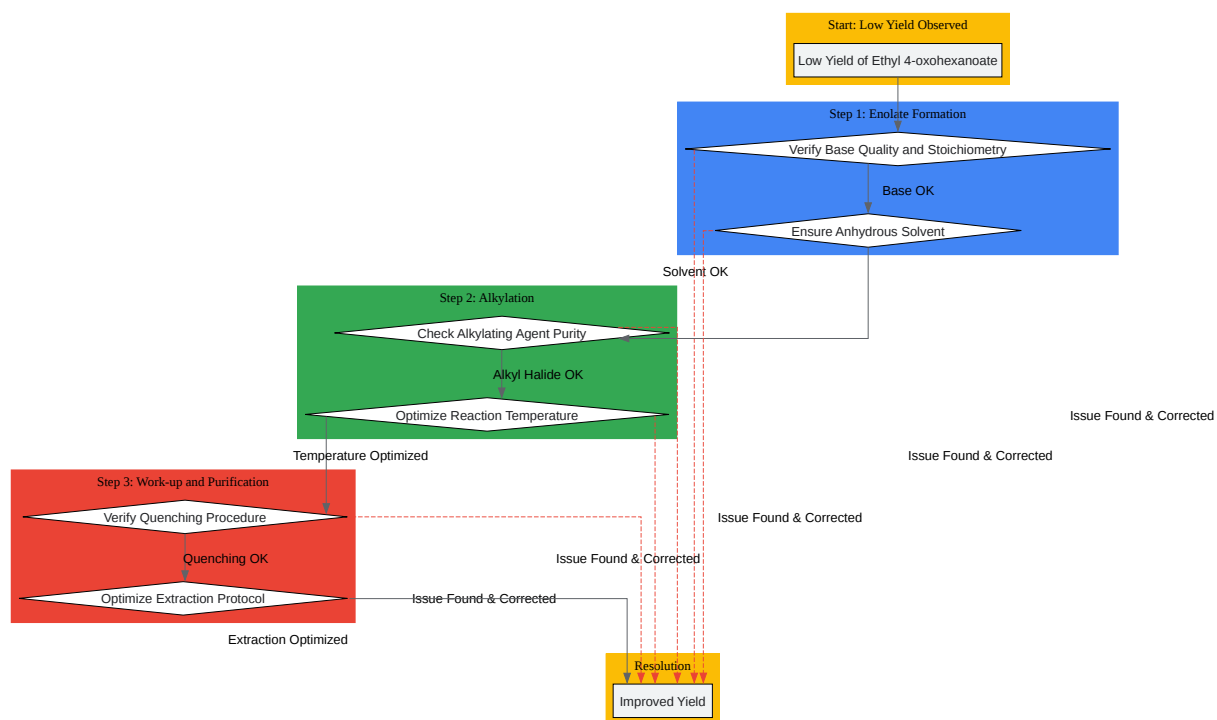 Start: Low Yield Observed
Low Yield of Ethyl 4-oxohexanoate
Step 1: Enolate Formation
Verify Base Quality and Stoichiometry
Base OK
Ensure Anhydrous Solvent
Solvent OK
Step 2: Alkylation
Check Alkylating Agent Purity
Alkyl Halide OK
Optimize Reaction Temperature
Issue Found & Corrected
Temperature Optimized
Issue Found & Corrected
Step 3: Work-up and Purification
Verify Quenching Procedure
Issue Found & Corrected
Quenching OK
Issue Found & Corrected
Optimize Extraction Protocol
Issue Found & Corrected
Extraction Optimized
Resolution
Improved Yield